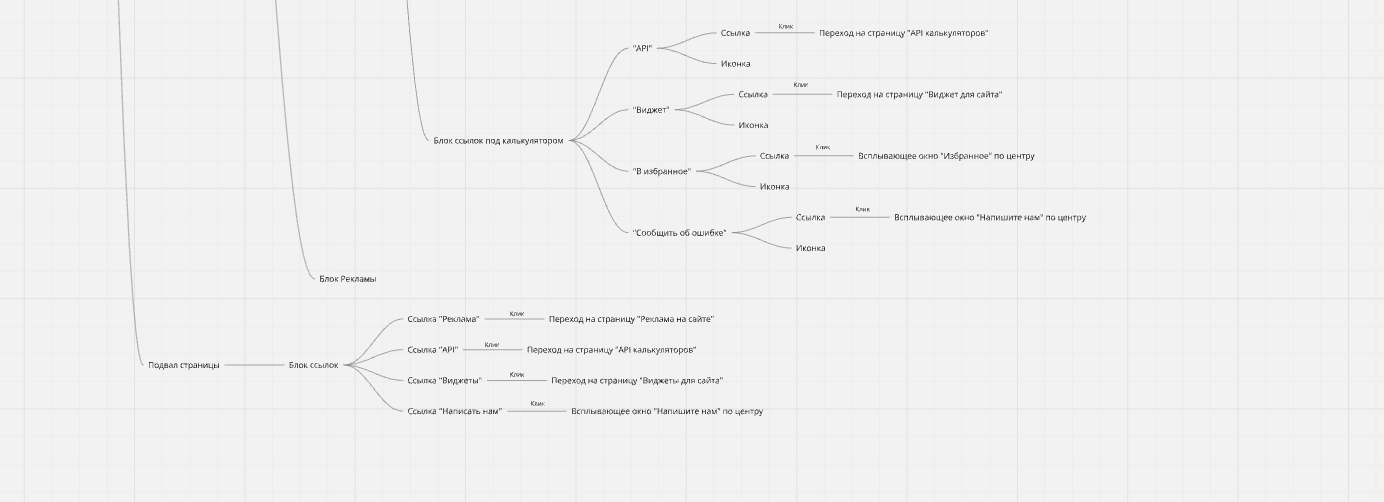 Клик
Ссылка
Переход на страницу "API калькуляторов"
"API"
Иконка
Клик
Ссылка
Переход на страницу "Виджет для сайта"
"Виджет"
Иконка
Блок ссылок под калькулятором
Клик
Ссылка
Всплывающее окно "Избранное" по центру
"В избранное"
Иконка
Клик
Ссылка
Всплывающее окно "Напишите нам" по центру
"Сообщить об ошибке"
Иконка
Блок Рекламы
Клик
Ссылка "Реклама"
Переход на страницу "Реклама на сайте"
Клик
Ссылка "API"
Переход на страницу "API калькуляторов"
Подвал страницы
Блок ссылок
Клик
Ссылка "Виджеты"
Переход на страницу "Виджеты для сайта"
Клик
Ссылка "Написать нам"
Всплывающее окно "Напишите нам" по центру